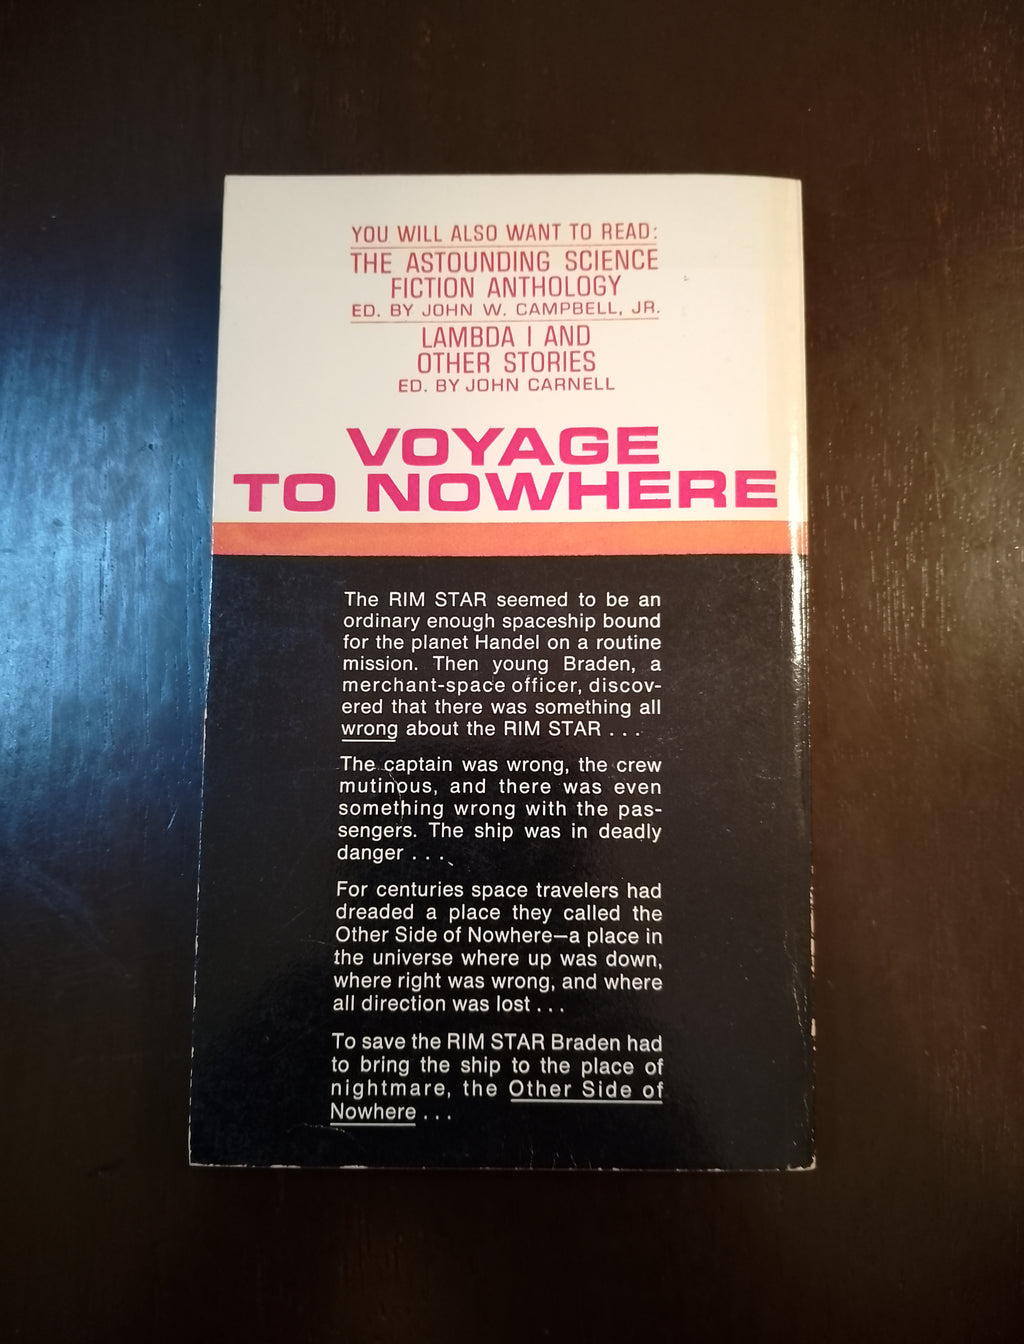 YOU WILL ALSO WANT TO READ:
THE ASTOUNDING SCIENCE
FICTION ANTHOLOGY
ED. BY JOHN W. CAMPBELL, JR.
LAMBDA I AND
OTHER STORIES
ED. BY JOHN CARNELL
VOYAGE
TO NOWHERE
The RIM STAR seemed to be an
ordinary enough spaceship bound
for the planet Handel on a routine
mission. Then young Braden, a
merchant-space officer, discov-
ered that there was something all
wrong about the RIM STAR . . .
The captain was wrong, the crew
mutinous, and there was even
something wrong with the pas-
sengers. The ship was in deadly
danger . . .
For centuries space travelers had
dreaded a place they called the
Other Side of Nowhere—a place in
the universe where up was down,
where right was wrong, and where
all direction was lost . . .
To save the RIM STAR Braden had
to bring the ship to the place of
nightmare, the Other Side of
Nowhere . . .